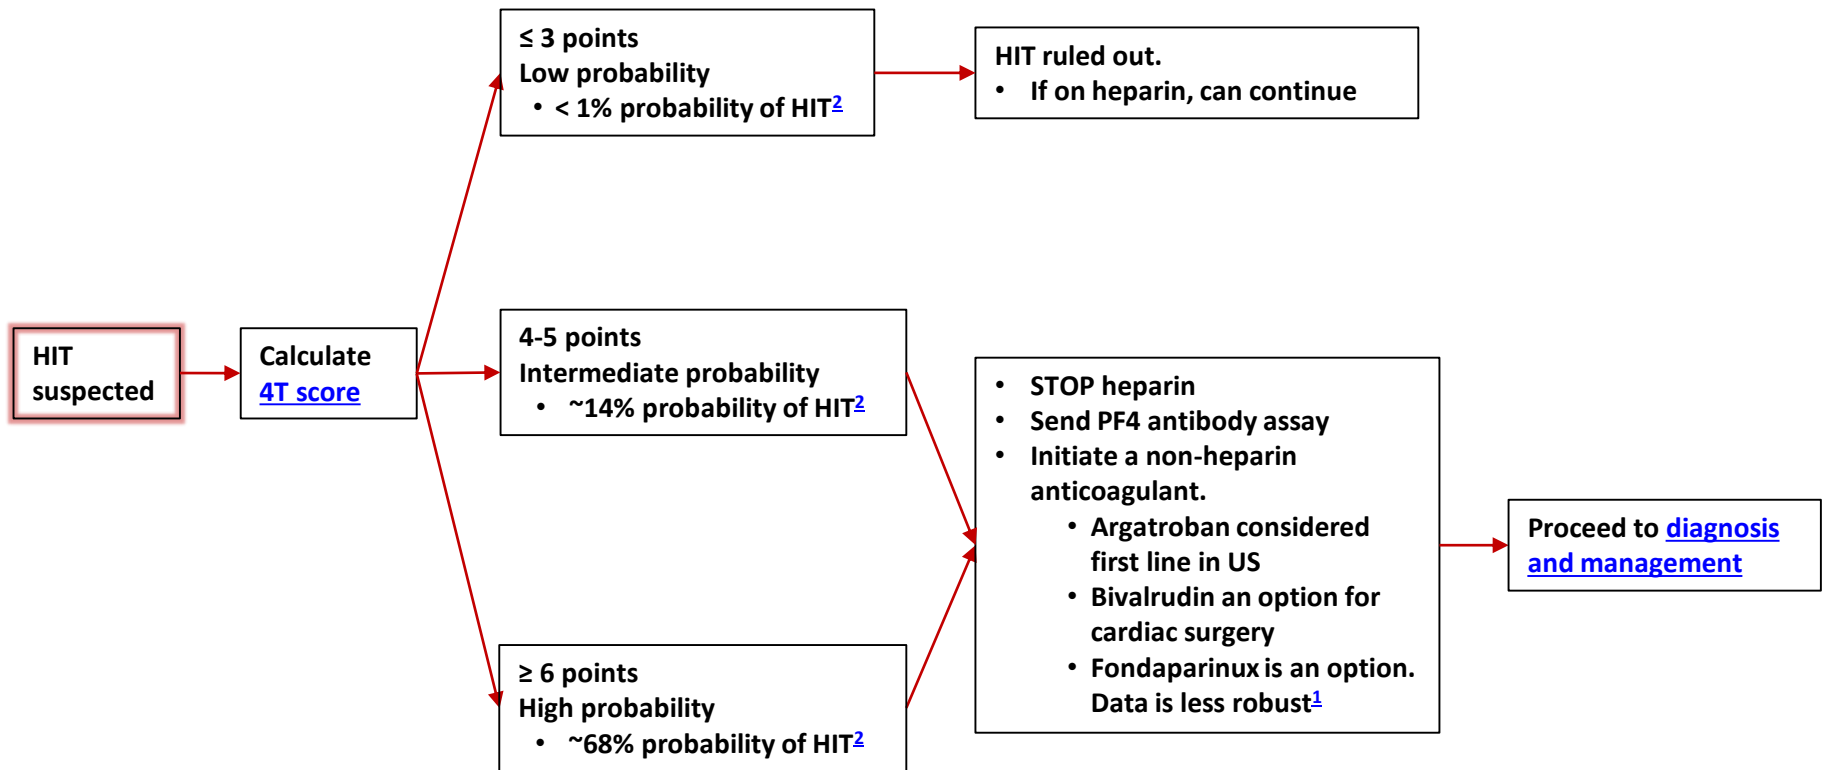 HIT
suspected
Calculate
4T score
≤ 3 points
Low probability
• < 1% probability of HIT2
HIT ruled out.
• If on heparin, can continue
4-5 points
Intermediate probability
• ~14% probability of HIT2
≥ 6 points
High probability
• ~68% probability of HIT2
• STOP heparin
• Send PF4 antibody assay
• Initiate a non-heparin
anticoagulant.
• Argatroban considered
first line in US
• Bivalrudin an option for
cardiac surgery
• Fondaparinux is an option.
Data is less robust1
Proceed to diagnosis
and management